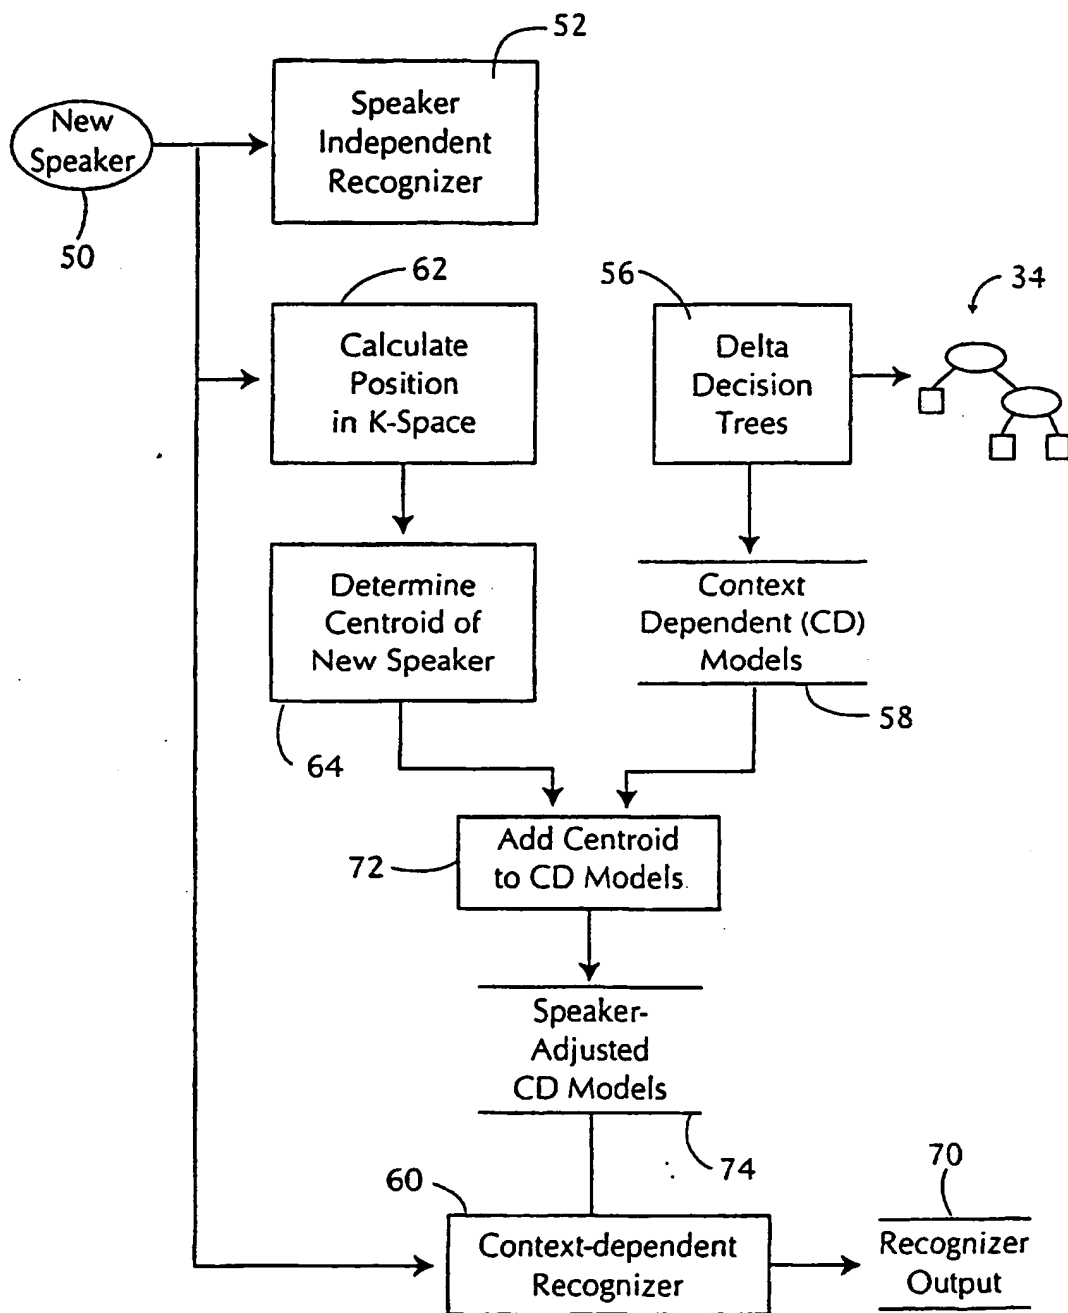 52
New
Speaker
50
Speaker
Independent
Recognizer
62
Calculate
Position
in K-Space
56
Delta
Decision
Trees
34
Determine
Centroid of
New Speaker
64
Context
Dependent (CD)
Models
58
72
Add Centroid
to CD Models
Speaker-
Adjusted
CD Models
74
60
Context-dependent
Recognizer
70
Recognizer
Output